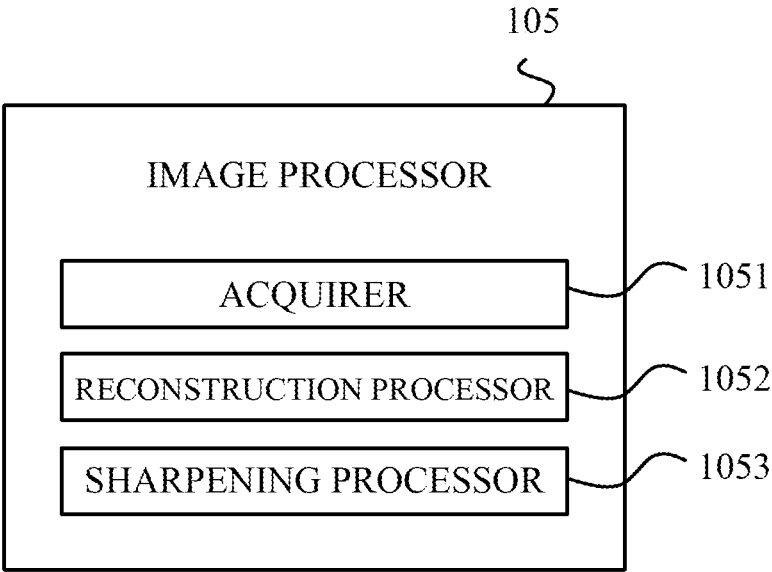 105
IMAGE PROCESSOR
ACQUIRER
1051
RECONSTRUCTION PROCESSOR
1052
SHARPENING PROCESSOR
1053